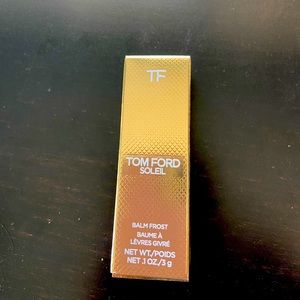 TF
TOM FORD
SOLEIL
BALM FROST
BAUME À
LÈVRES GIVRÉ
NET WT./POIDS
NET .1 OZ./3 g